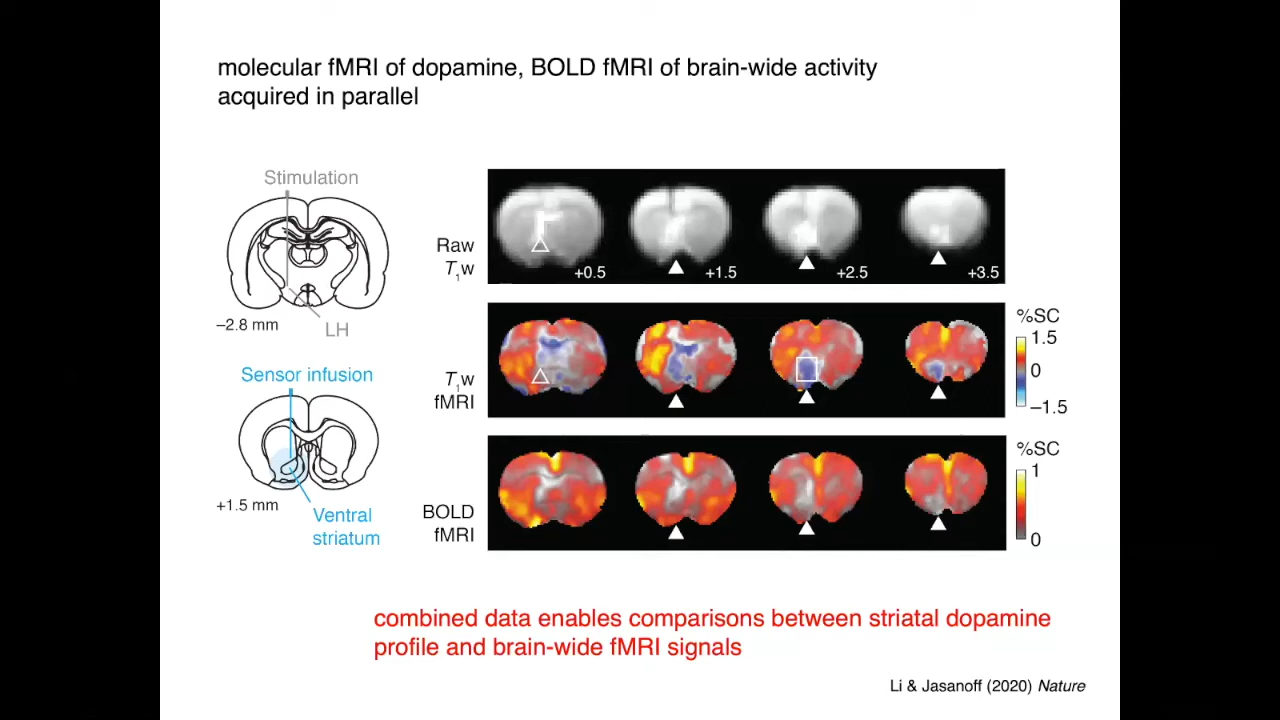 molecular fMRI of dopamine, BOLD fMRI of brain-wide activity
acquired in parallel
Stimulation
LH
–2.8 mm
Sensor infusion
+1.5 mm
Ventral
striatum
Raw
T₁w
+0.5
+1.5
+2.5
+3.5
T₁w
fMRI
%SC
1.5
0
–1.5
BOLD
fMRI
%SC
1
0
combined data enables comparisons between striatal dopamine
profile and brain-wide fMRI signals
Li & Jasanoff (2020) Nature